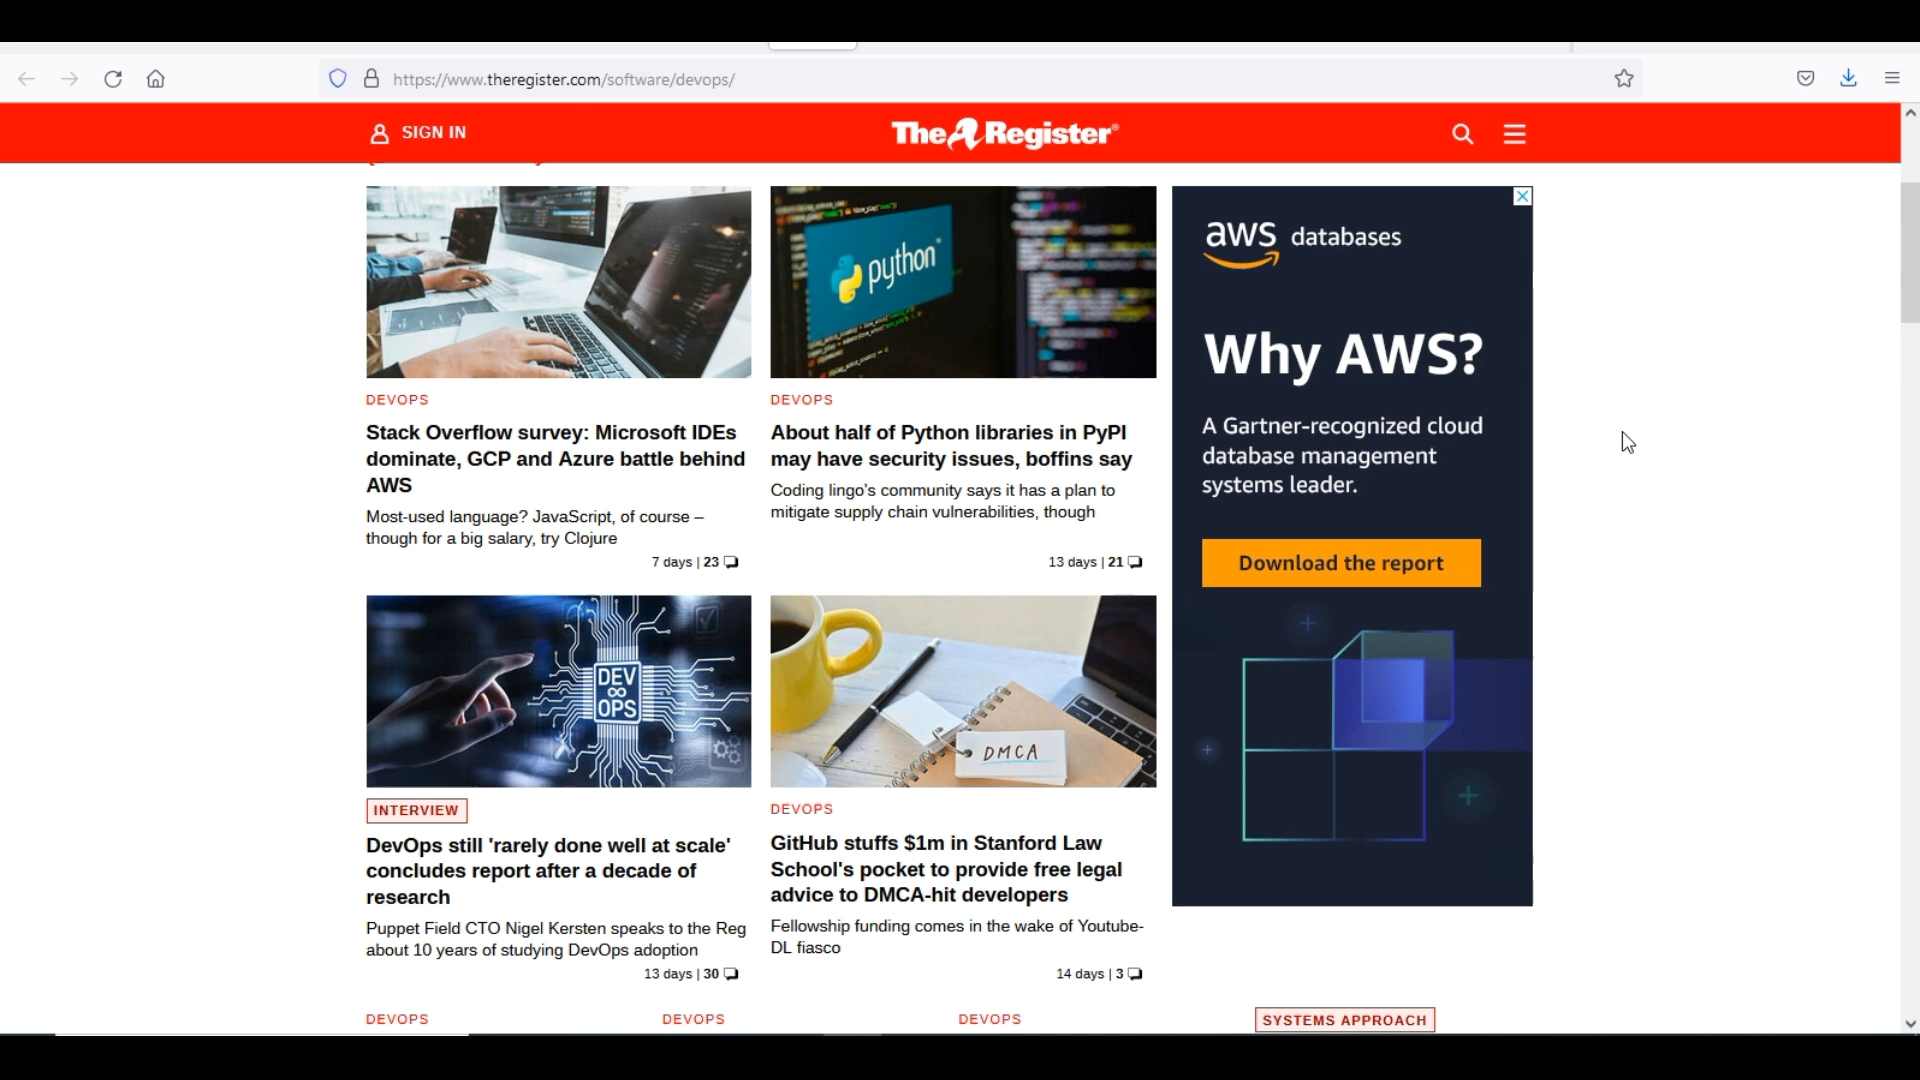 https://www.theregister.com/software/devops/
SIGN IN
The Register®
python™
aws databases
Why AWS?
A Gartner-recognized cloud
database management
systems leader.
Download the report
DEVOPS
Stack Overflow survey: Microsoft IDEs
dominate, GCP and Azure battle behind
AWS
Most-used language? JavaScript, of course –
though for a big salary, try Clojure
7 days | 23
DEVOPS
About half of Python libraries in PyPI
may have security issues, boffins say
Coding lingo's community says it has a plan to
mitigate supply chain vulnerabilities, though
13 days | 21
DEV
OPS
INTERVIEW
DevOps still 'rarely done well at scale'
concludes report after a decade of
research
Puppet Field CTO Nigel Kersten speaks to the Reg
about 10 years of studying DevOps adoption
13 days | 30
DMCA
DEVOPS
GitHub stuffs $1m in Stanford Law
School's pocket to provide free legal
advice to DMCA-hit developers
Fellowship funding comes in the wake of Youtube-
DL fiasco
14 days | 3
DEVOPS
DEVOPS
DEVOPS
SYSTEMS APPROACH